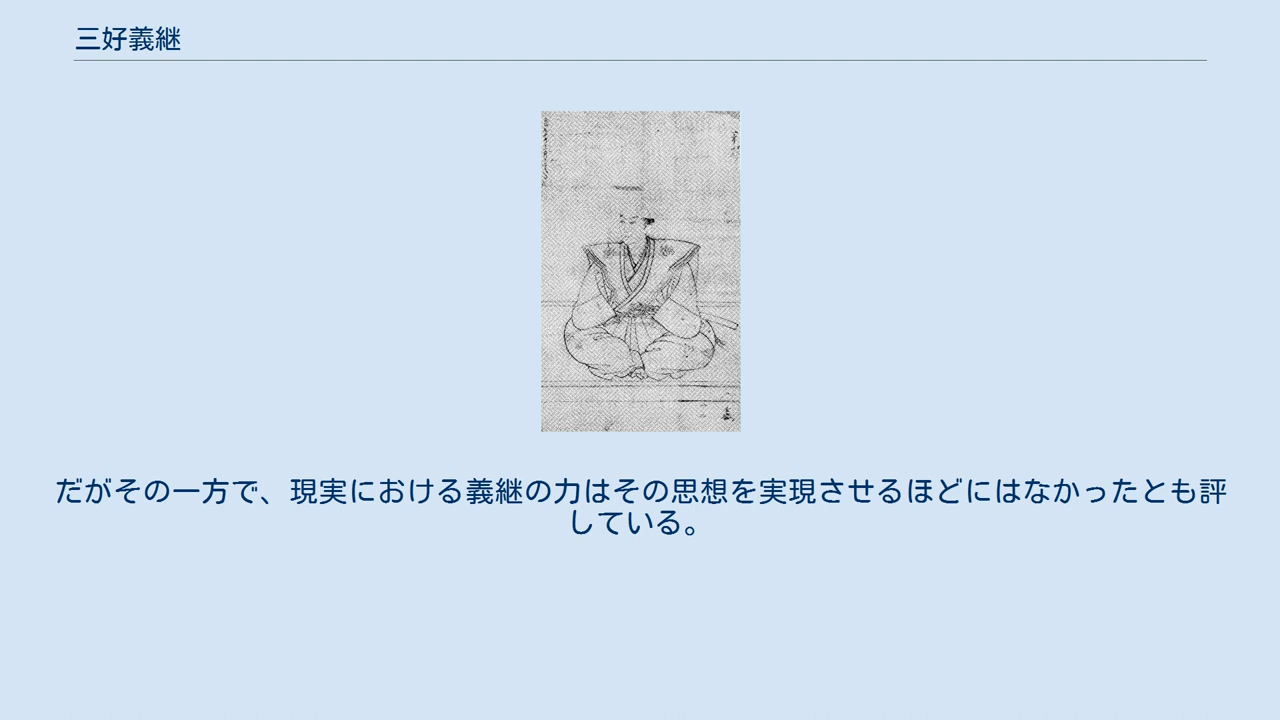 三好義継
だがその一方で、現実における義継の力はその思想を実現させるほどにはなかったとも評
している。